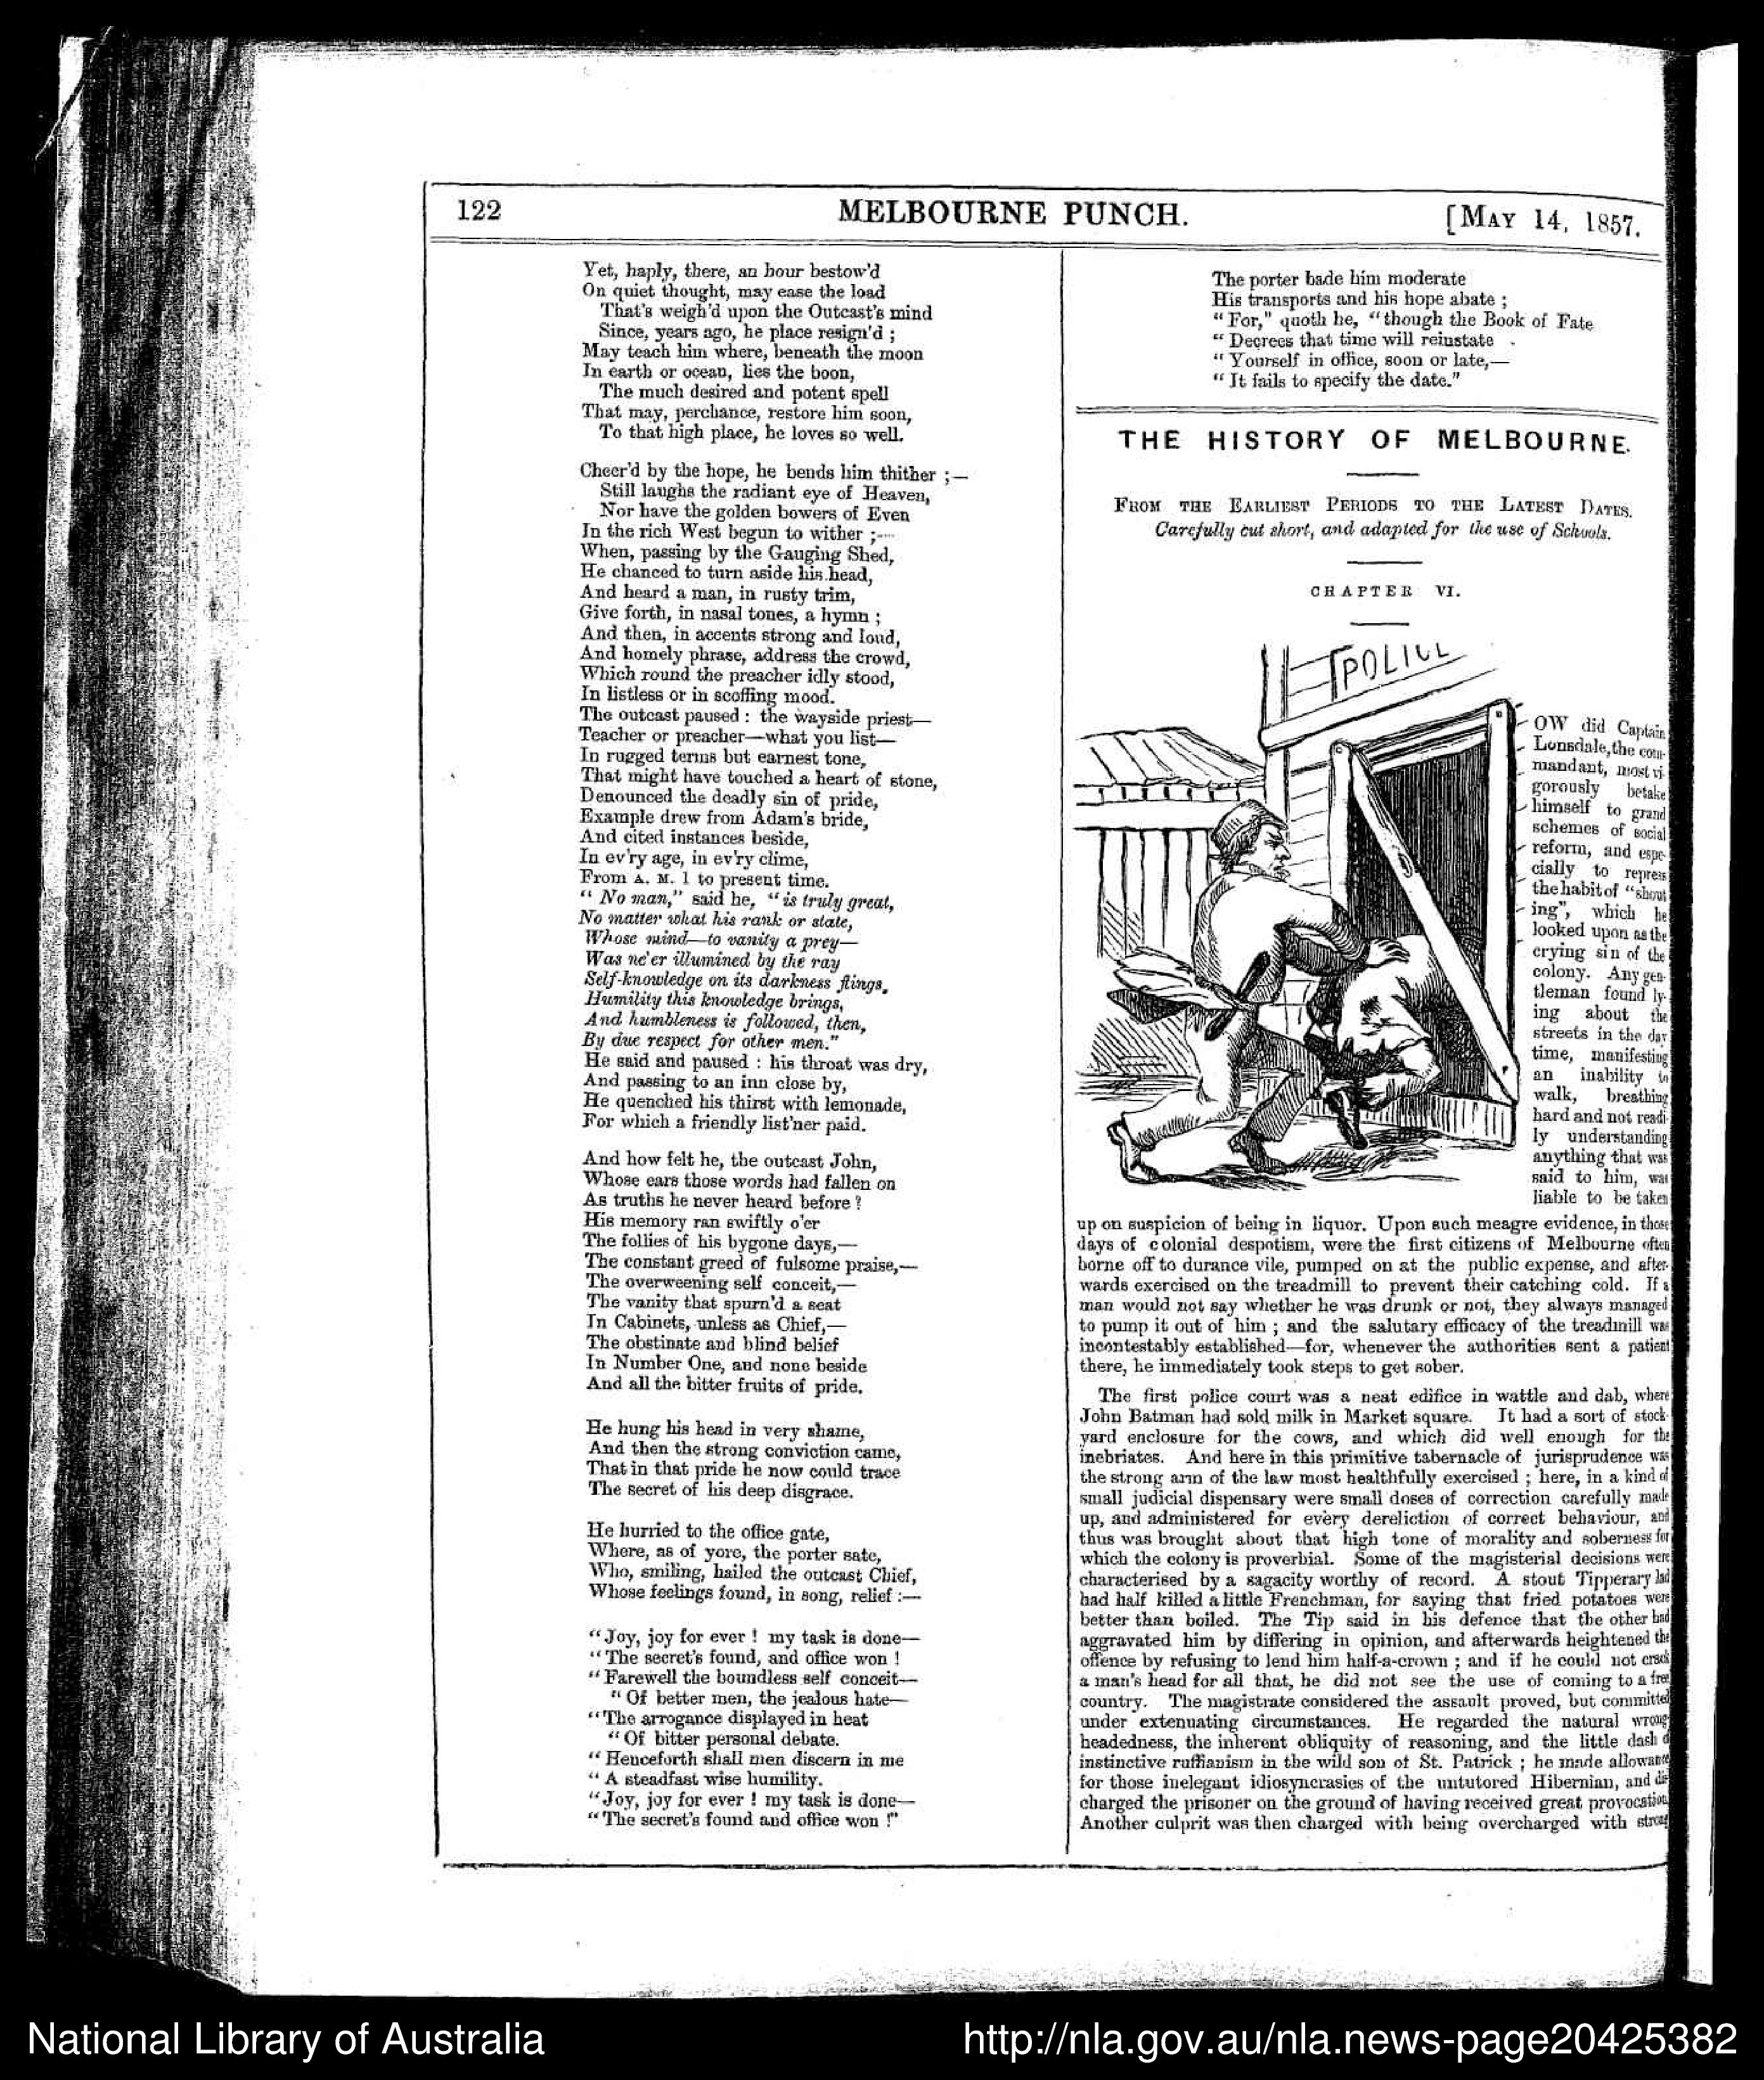 122
MELBOURNE PUNCH.
[MAY 14, 1857.
Yet, haply, there, an hour bestow'd
On quiet thought, may ease the load
That's weigh'd upon the Outcast's mind
Since, years ago, he place resign'd ;
May teach him where, beneath the moon
In earth or ocean, lies the boon,
The much desired and potent spell
That may, perchance, restore him soon,
To that high place, he loves so well.
Cheer'd by the hope, he bends him thither ;—
Still laughs the radiant eye of Heaven,
Nor have the golden bowers of Even
In the rich West begun to wither ;—
When, passing by the Gauging Shed,
He chanced to turn aside his head,
And heard a man, in rusty trim,
Give forth, in nasal tones, a hymn ;
And then, in accents strong and loud,
And homely phrase, address the crowd,
Which round the preacher idly stood,
In listless or in scoffing mood.
The outcast paused : the wayside priest—
Teacher or preacher—what you list—
In rugged terms but earnest tone,
That might have touched a heart of stone,
Denounced the deadly sin of pride,
Example drew from Adam's bride,
And cited instances beside,
In ev'ry age, in ev'ry clime,
From A. M. 1 to present time.
" No man," said he, " is truly great,
No matter what his rank or state,
Whose mind—to vanity a prey—
Was ne'er illumined by the ray
Self-knowledge on its darkness flings.
Humility this knowledge brings,
And humbleness is followed, then,
By due respect for other men."
He said and paused : his throat was dry,
And passing to an inn close by,
He quenched his thirst with lemonade,
For which a friendly list'ner paid.
And how felt he, the outcast John,
Whose ears those words had fallen on
As truths he never heard before ?
His memory ran swiftly o'er
The follies of his bygone days,—
The constant greed of fulsome praise,—
The overweening self conceit,—
The vanity that spurn'd a seat
In Cabinets, unless as Chief,—
The obstinate and blind belief
In Number One, and none beside
And all the bitter fruits of pride.
He hung his head in very shame,
And then the strong conviction came,
That in that pride he now could trace
The secret of his deep disgrace.
He hurried to the office gate,
Where, as of yore, the porter sate,
Who, smiling, hailed the outcast Chief,
Whose feelings found, in song, relief :—
"Joy, joy for ever ! my task is done—
"The secret's found, and office won !
"Farewell the boundless self conceit—
"Of better men, the jealous hate—
"The arrogance displayed in heat
"Of bitter personal debate.
"Henceforth shall men discern in me
"A steadfast wise humility.
"Joy, joy for ever ! my task is done—
"The secret's found and office won !"
The porter bade him moderate
His transports and his hope abate ;
"For," quoth he, "though the Book of Fate
"Decrees that time will reinstate
"Yourself in office, soon or late,—
"It fails to specify the date."
THE HISTORY OF MELBOURNE.
FROM THE EARLIEST PERIODS TO THE LATEST DATES.
Carefully cut short, and adapted for the use of Schools.
CHAPTER VI.
POLICE
OW did Captain
Lonsdale, the com-
mandant, most vi-
gorously betake
himself to grand
schemes of social
reform, and espe-
cially to repress
the habit of "shout
ing", which he
looked upon as the
crying sin of the
colony. Any gen-
tleman found ly-
ing about the
streets in the day
time, manifesting
an inability to
walk, breathing
hard and not readi-
ly understanding
anything that was
said to him, was
liable to be taken
up on suspicion of being in liquor. Upon such meagre evidence, in those
days of colonial despotism, were the first citizens of Melbourne often
borne off to durance vile, pumped on at the public expense, and after-
wards exercised on the treadmill to prevent their catching cold. If a
man would not say whether he was drunk or not, they always managed
to pump it out of him ; and the salutary efficacy of the treadmill was
incontestably established—for, whenever the authorities sent a patient
there, he immediately took steps to get sober.
The first police court was a neat edifice in wattle and dab, where
John Batman had sold milk in Market square. It had a sort of stock-
yard enclosure for the cows, and which did well enough for the
inebriates. And here in this primitive tabernacle of jurisprudence was
the strong arm of the law most healthfully exercised ; here, in a kind of
small judicial dispensary were small doses of correction carefully made
up, and administered for every dereliction of correct behaviour, and
thus was brought about that high tone of morality and soberness for
which the colony is proverbial. Some of the magisterial decisions were
characterised by a sagacity worthy of record. A stout Tipperary lad
had half killed a little Frenchman, for saying that fried potatoes were
better than boiled. The Tip said in his defence that the other had
aggravated him by differing in opinion, and afterwards heightened the
offence by refusing to lend him half-a-crown ; and if he could not crack
a man's head for all that, he did not see the use of coming to a free
country. The magistrate considered the assault proved, but committed
under extenuating circumstances. He regarded the natural wrong-
headedness, the inherent obliquity of reasoning, and the little dash of
instinctive ruffianism in the wild son of St. Patrick ; he made allowance
for those inelegant idiosyncrasies of the untutored Hibernian, and dis-
charged the prisoner on the ground of having received great provocation.
Another culprit was then charged with being overcharged with strong
National Library of Australia
http://nla.gov.au/nla.news-page20425382